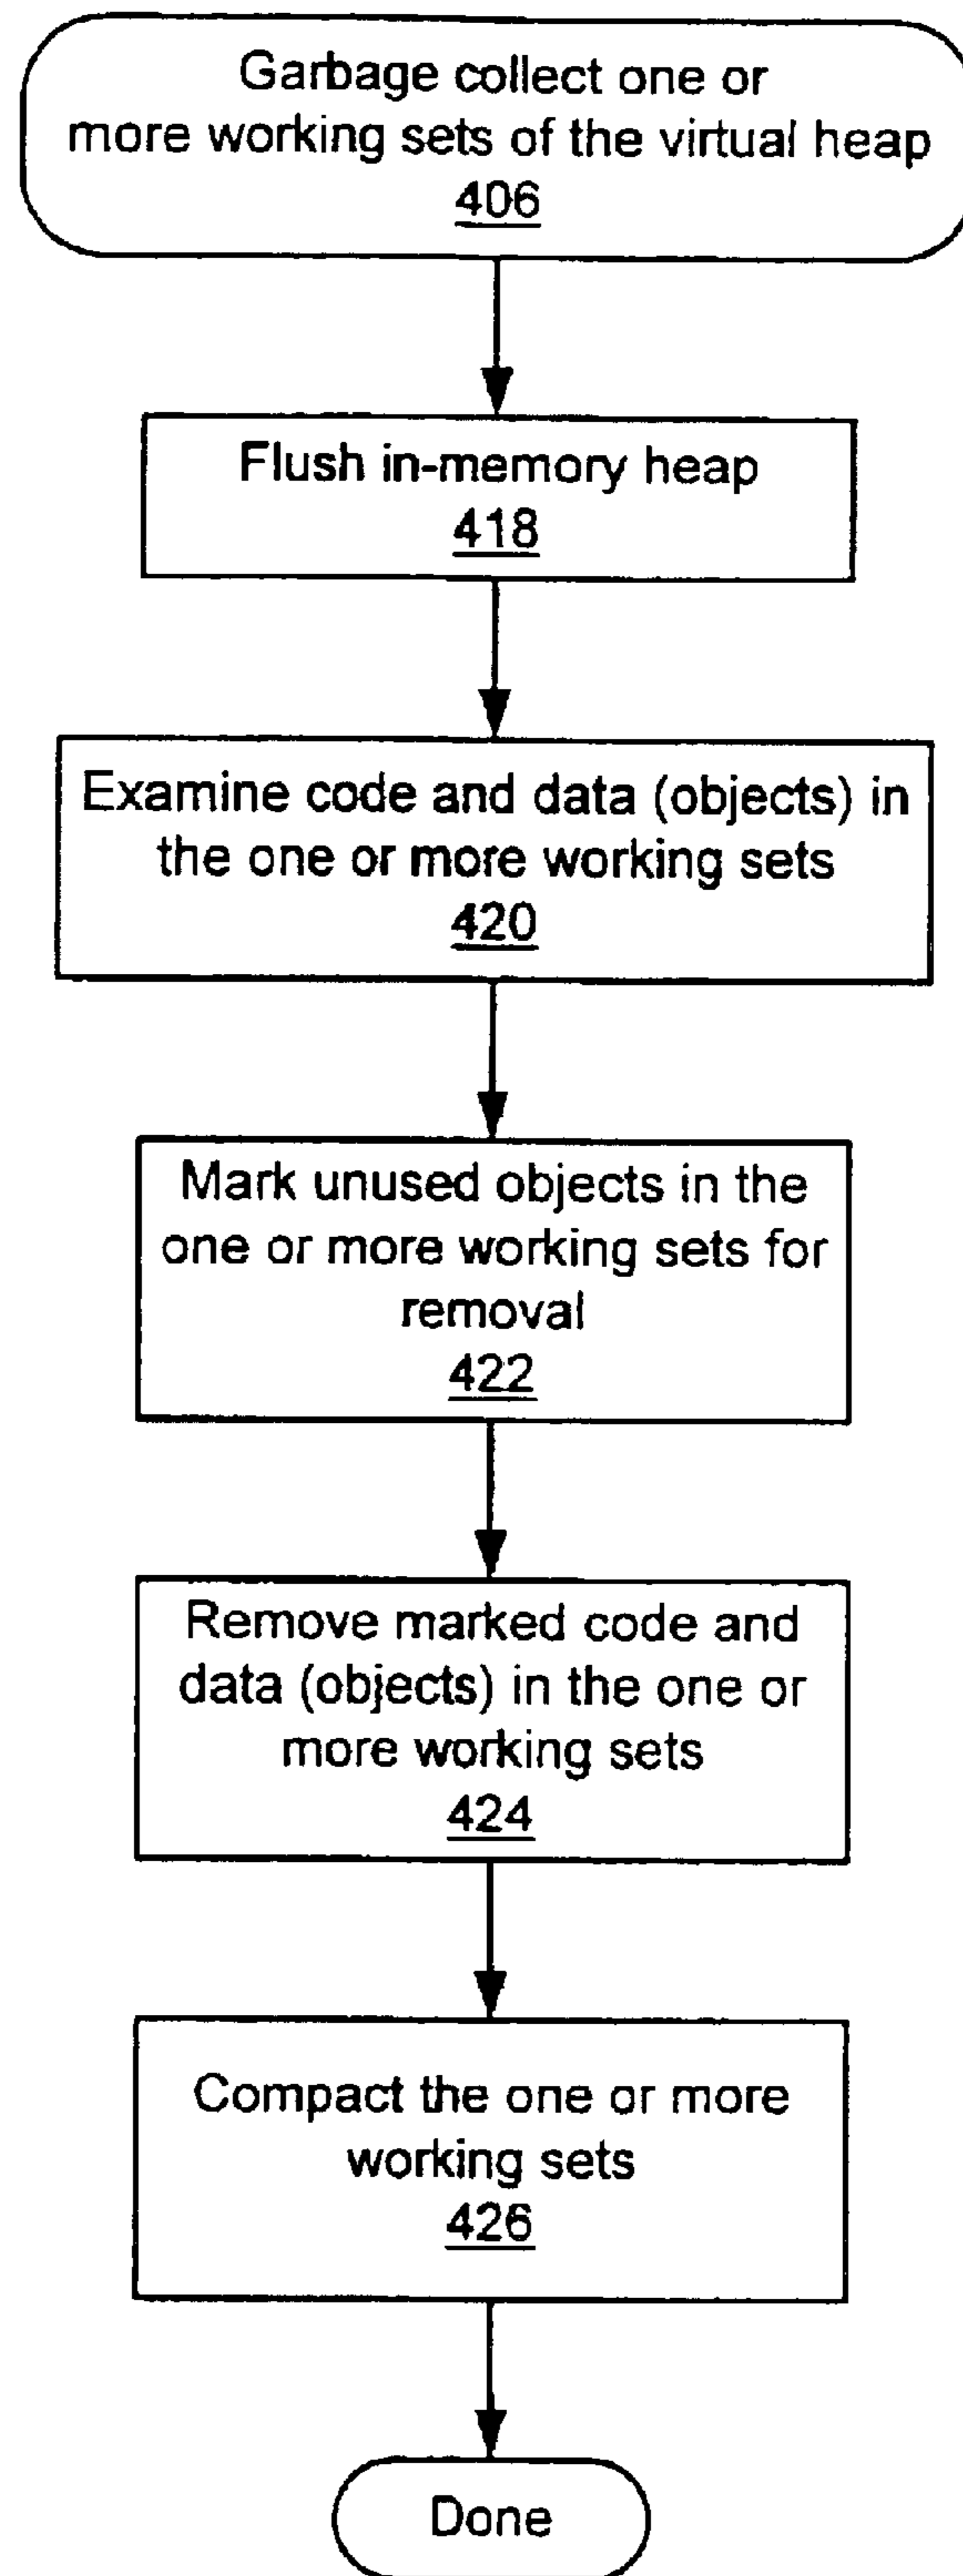 Garbage collect one or
more working sets of the virtual heap
406
Flush in-memory heap
418
Examine code and data (objects) in
the one or more working sets
420
Mark unused objects in the
one or more working sets for
removal
422
Remove marked code and
data (objects) in the one or
more working sets
424
Compact the one or more
working sets
426
Done